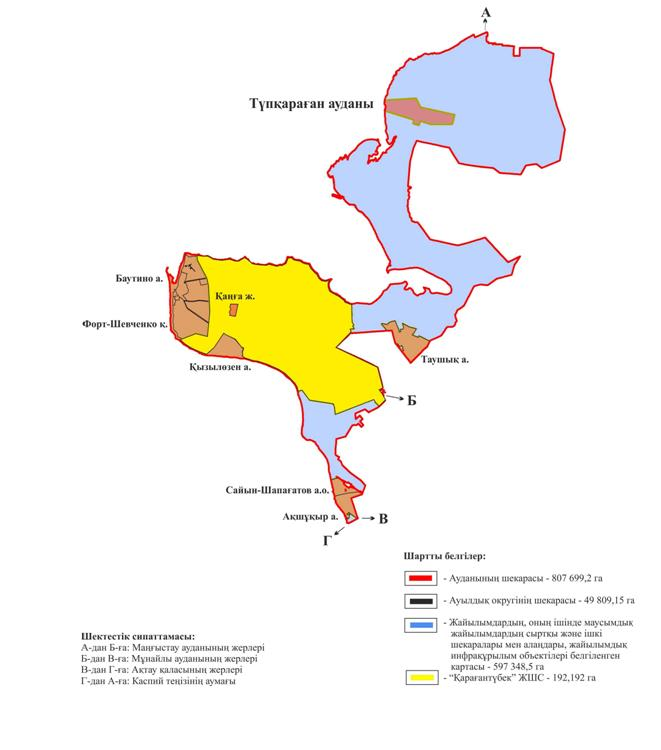 А
Түпқараған ауданы
Баутино а.
Қаңға ж.
Форт-Шевченко қ.
Қызылөзен а.
Таушық а.
Б
Сайын-Шапағатов а.о.
Ақшұқыр а.
В
Г
Шартты белгілер:
- Ауданының шекарасы - 807 699,2 га
- Ауылдық округінің шекарасы - 49 809,15 га
- Жайылымдардың, оның ішінде маусымдық
жайылымдардың сыртқы және ішкі
шекаралары мен алаңдары, жайылымдық
инфрақұрылым объектілері белгіленген
картасы - 597 348,5 га
- “Қарағантүбек” ЖШС - 192,192 га
Шектестік сипаттамасы:
А-дан Б-ға: Маңғыстау ауданының жерлері
Б-дан В-ға: Мұнайлы ауданының жерлері
В-дан Г-ға: Ақтау қаласының жерлері
Г-дан А-ға: Каспий теңізінің аумағы